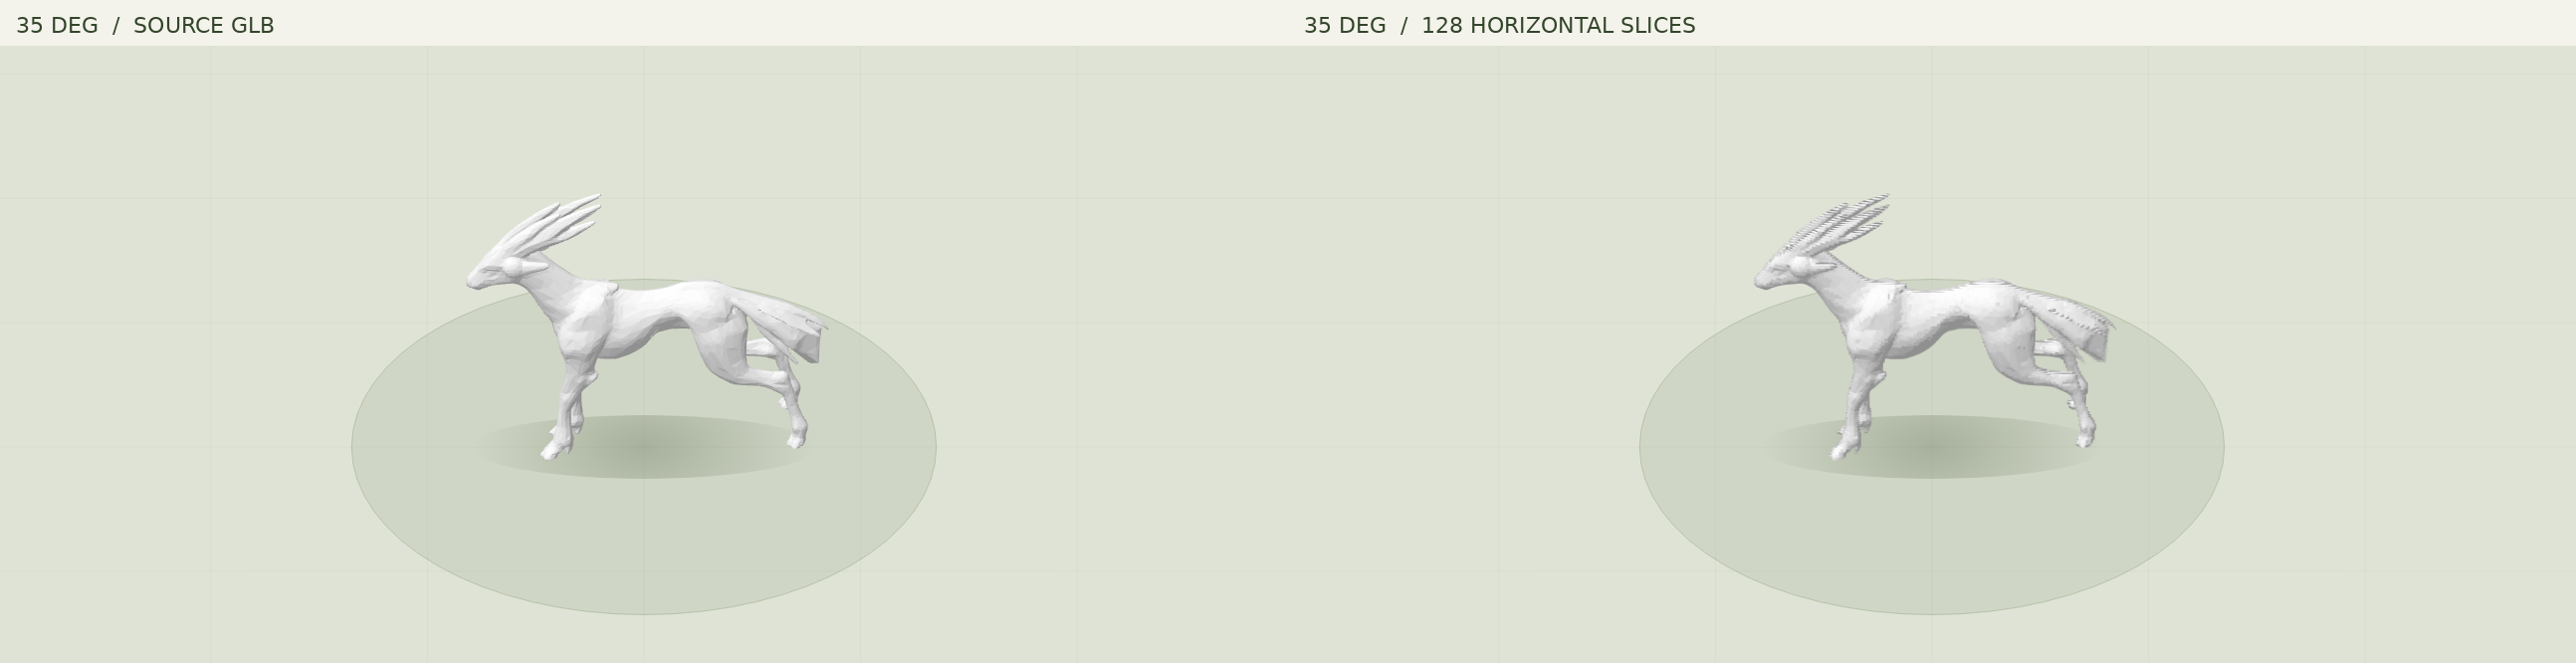 35 DEG / SOURCE GLB
35 DEG / 128 HORIZONTAL SLICES